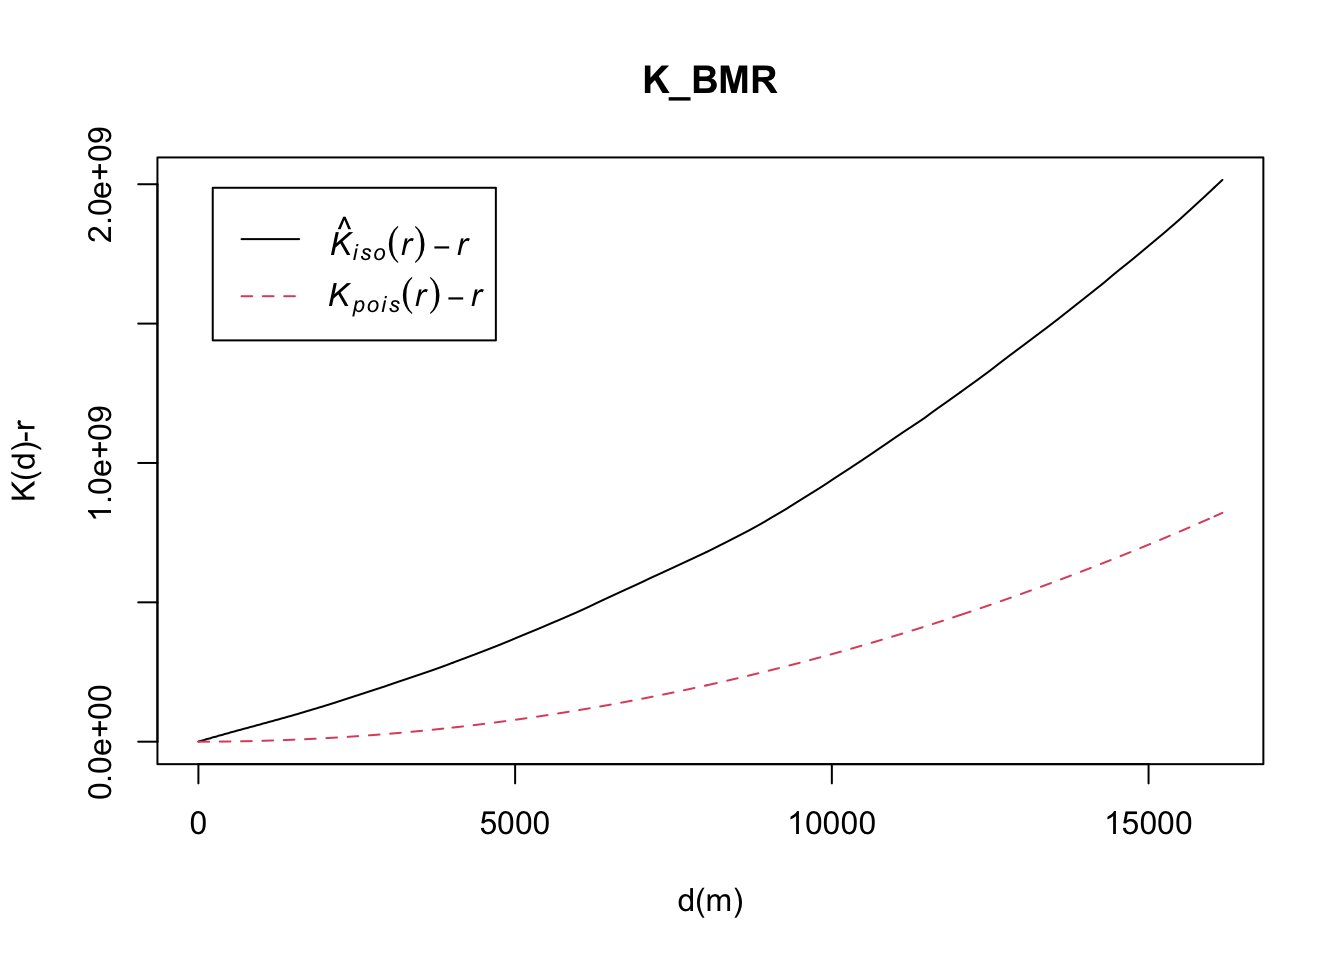 K_BMR
K̂iso(r) − r
Kpois(r) − r
K(d)-r
2.0e+09
1.0e+09
0.0e+00
0 5000 10000 15000
d(m)